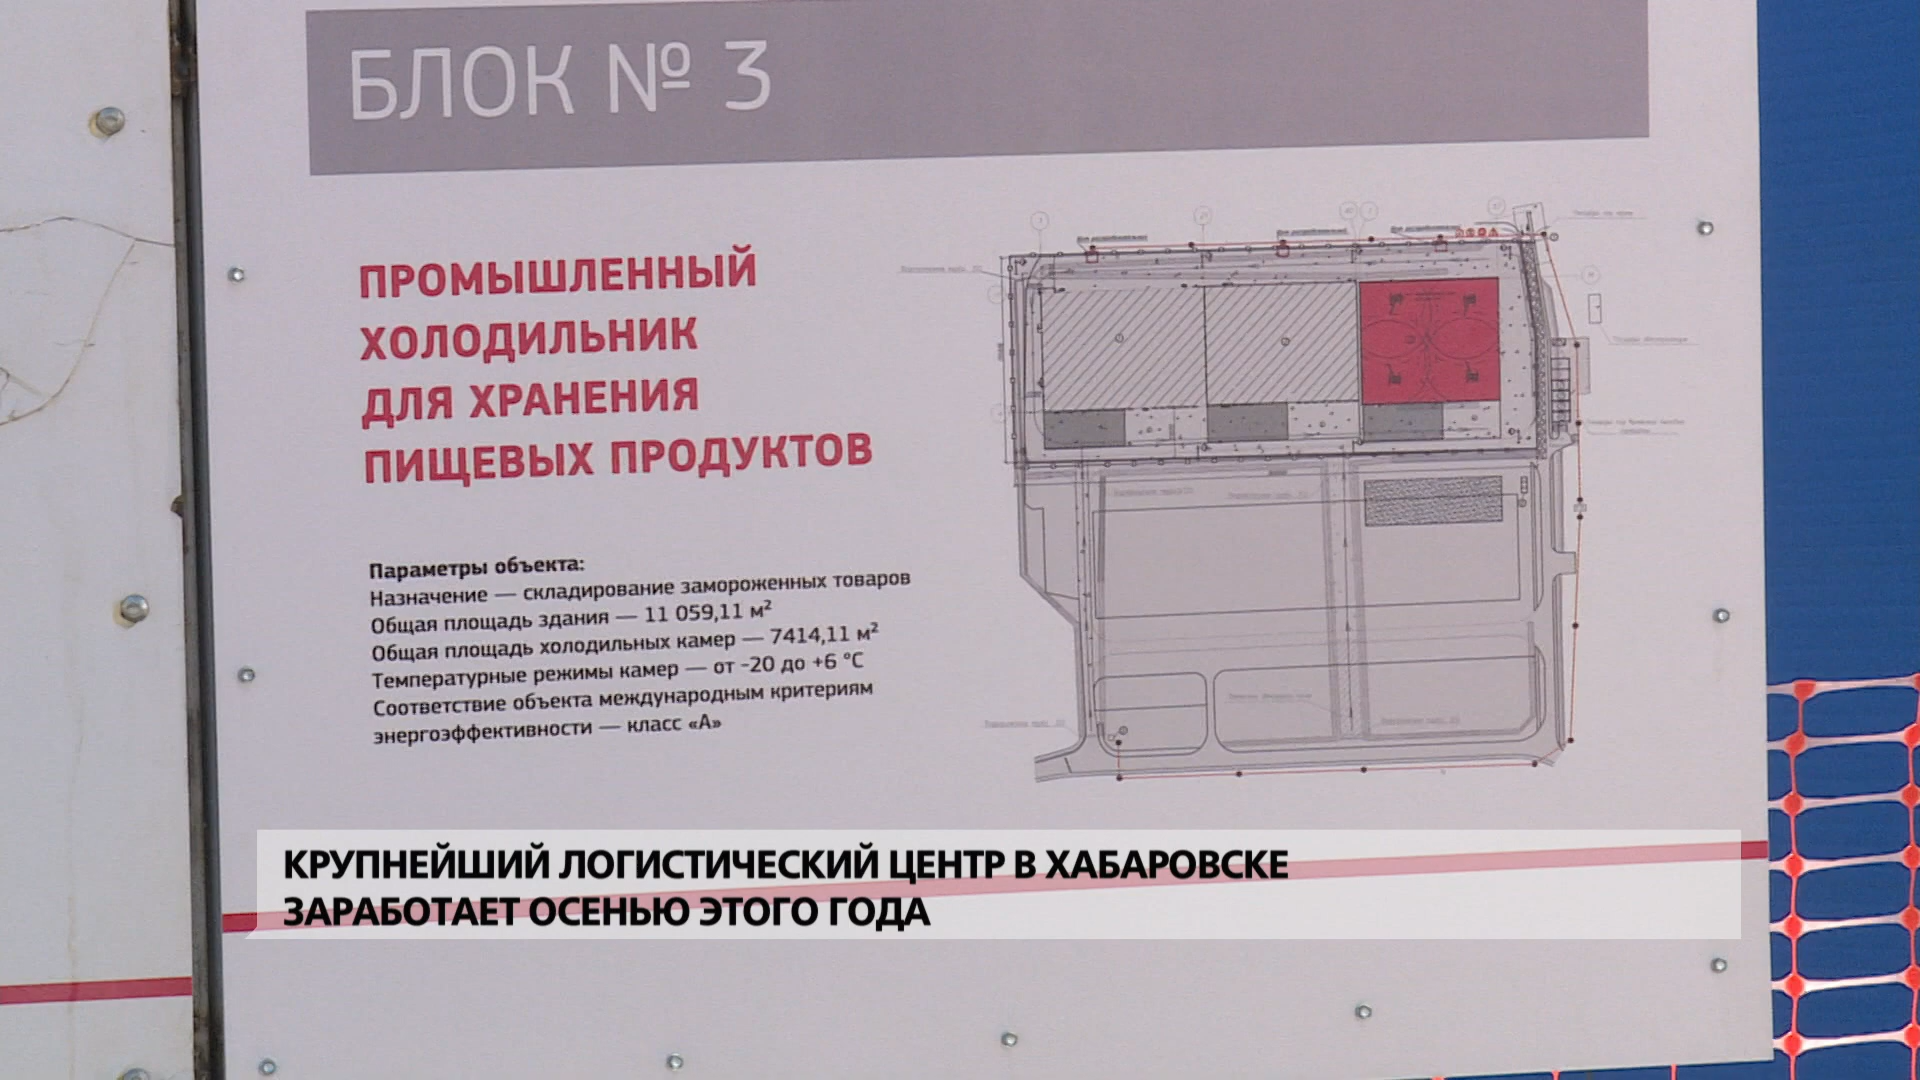 БЛОК № 3
ПРОМЫШЛЕННЫЙ
ХОЛОДИЛЬНИК
ДЛЯ ХРАНЕНИЯ
ПИЩЕВЫХ ПРОДУКТОВ
Параметры объекта:
Назначение — складирование замороженных товаров
Общая площадь здания — 11 059,11 м²
Общая площадь холодильных камер — 7414,11 м²
Температурные режимы камер — от -20 до +6 °С
Соответствие объекта международным критериям
энергоэффективности — класс «А»
КРУПНЕЙШИЙ ЛОГИСТИЧЕСКИЙ ЦЕНТР В ХАБАРОВСКЕ
ЗАРАБОТАЕТ ОСЕНЬЮ ЭТОГО ГОДА